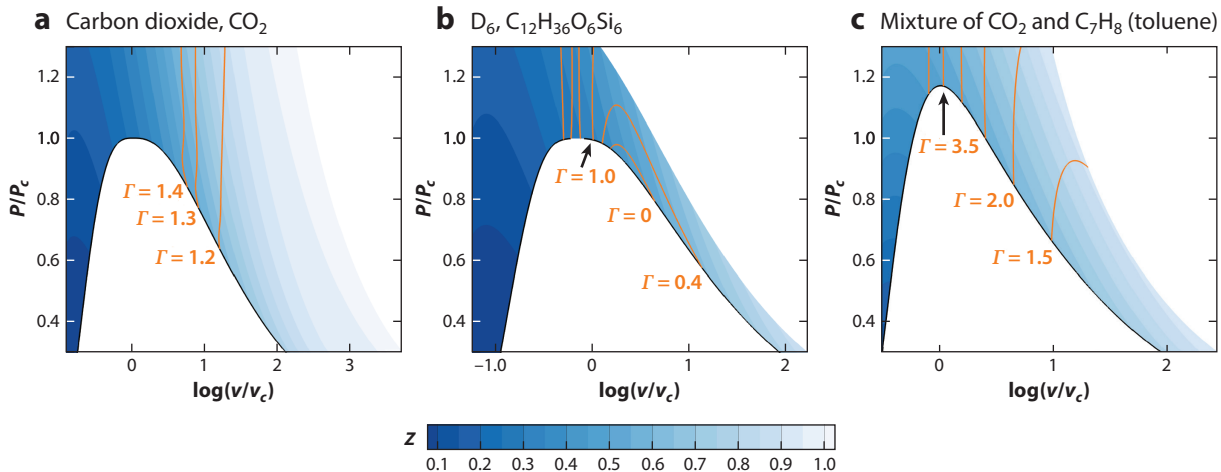 a Carbon dioxide, CO₂
b D₆, C₁₂H₃₆O₆Si₆
c Mixture of CO₂ and C₇H₈ (toluene)
P/Pc
1.2
1.0
0.8
0.6
0.4
Γ = 1.4
Γ = 1.3
Γ = 1.2
0
1
2
3
log(v/vc)
P/Pc
1.2
1.0
0.8
0.6
0.4
Γ = 1.0
Γ = 0
Γ = 0.4
−1.0
0
1
2
log(v/vc)
P/Pc
1.2
1.0
0.8
0.6
0.4
Γ = 3.5
Γ = 2.0
Γ = 1.5
0
1
2
log(v/vc)
Z
0.1 0.2 0.3 0.4 0.5 0.6 0.7 0.8 0.9 1.0